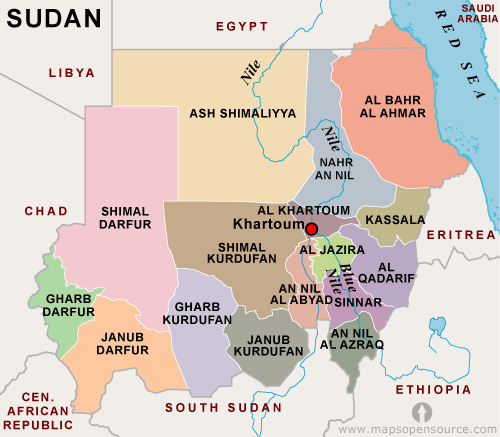 SUDAN
EGYPT
SAUDI
ARABIA
LIBYA
RED SEA
Nile
ASH SHIMALIYYA
AL BAHR
AL AHMAR
Nile
NAHR
AN NIL
CHAD
SHIMAL
DARFUR
AL KHARTOUM
Khartoum
KASSALA
ERITREA
SHIMAL
KURDUFAN
AL JAZIRA
AL
QADARIF
Blue
Nile
AN NIL
AL ABYAD
SINNAR
GHARB
DARFUR
GHARB
KURDUFAN
JANUB
DARFUR
JANUB
KURDUFAN
AN NIL
AL AZRAQ
ETHIOPIA
CEN.
AFRICAN
REPUBLIC
SOUTH SUDAN
© www.mapsopensource.com